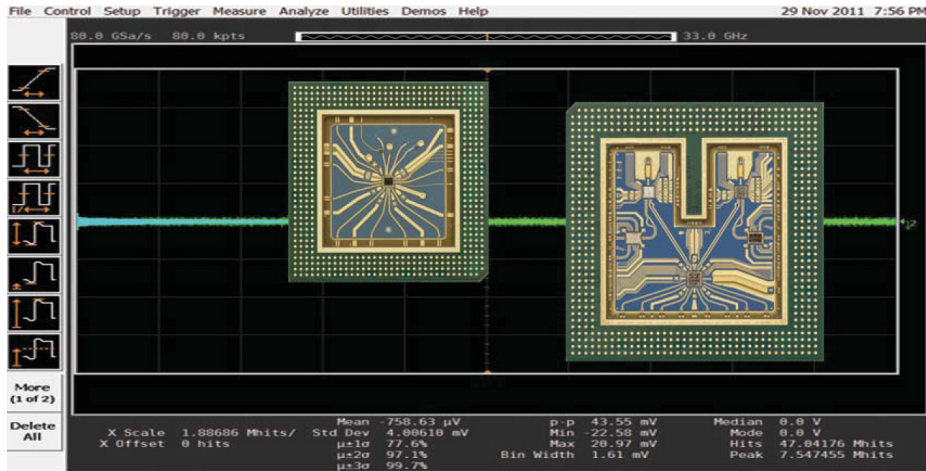 File Control Setup Trigger Measure Analyze Utilities Demos Help 29 Nov 2011 7:56 PM
80.0 GSa/s 80.0 kpts 33.0 GHz
More
(1 of 2)
Delete
All
Mean -758.63 µV p-p 43.55 mV Median 0.0 V
X Scale 1.88686 Mhits/ Std Dev 4.00610 mV Min -22.58 mV Mode 0.0 V
X Offset 0 hits µ±1σ 77.6% Max 20.97 mV Hits 47.04176 Mhits
µ±2σ 97.1% Bin Width 1.61 mV Peak 7.547455 Mhits
µ±3σ 99.7%